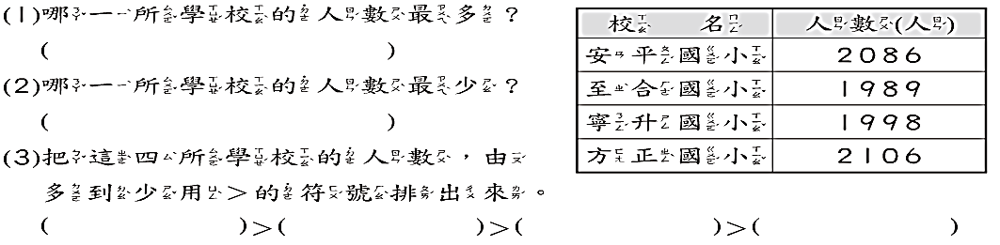 (1)哪一所學校的人數最多？
(                    )
(2)哪一所學校的人數最少？
(                    )
(3)把這四所學校的人數，由
多到少用＞的符號排出來。
(            )＞(            )＞(            )＞(            )
校名 人數(人)
安平國小 2086
至合國小 1989
寧升國小 1998
方正國小 2106